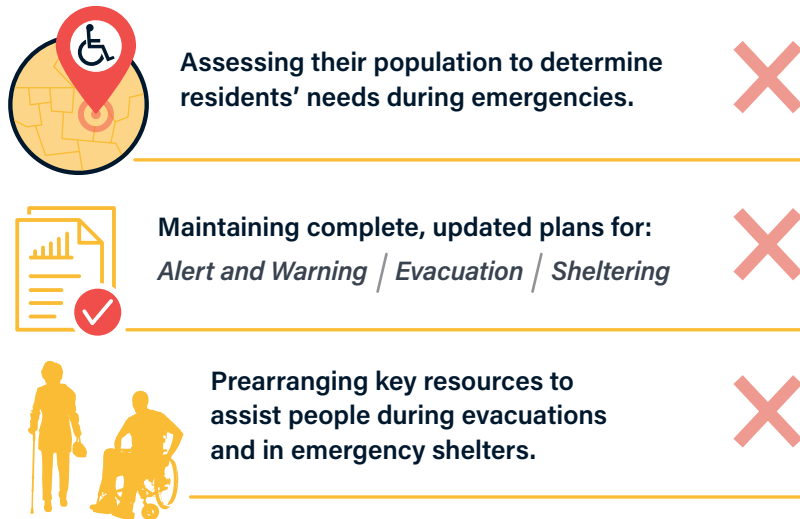 Assessing their population to determine
residents’ needs during emergencies.
Maintaining complete, updated plans for:
Alert and Warning / Evacuation / Sheltering
Prearranging key resources to
assist people during evacuations
and in emergency shelters.